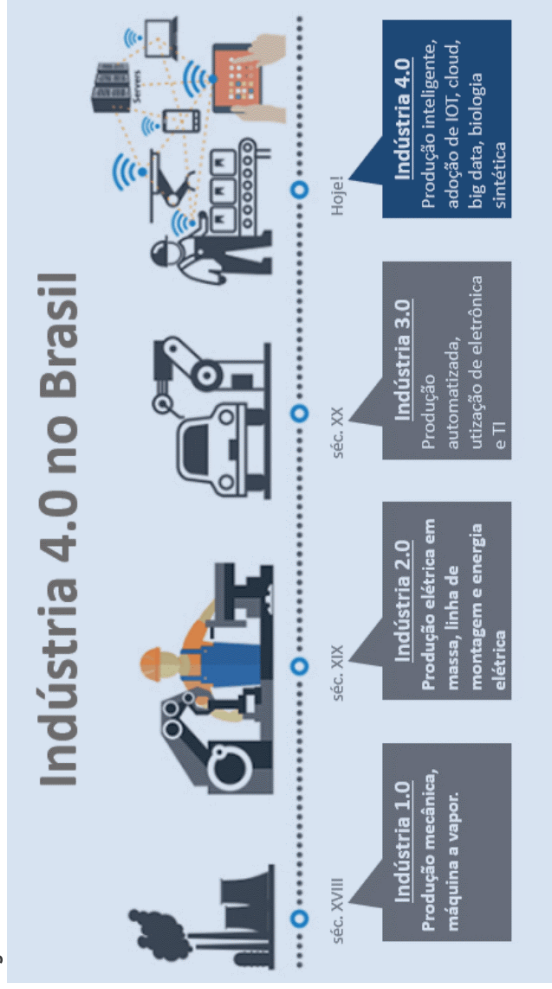 Indústria 4.0 no Brasil
Servers
séc. XVIII
séc. XIX
séc. XX
Hoje!
Indústria 1.0
Produção mecânica,
máquina a vapor.
Indústria 2.0
Produção elétrica em
massa, linha de
montagem e energia
elétrica
Indústria 3.0
Produção
automatizada,
utização de eletrônica
e TI
Indústria 4.0
Produção inteligente,
adoção de IOT, cloud,
big data, biologia
sintética